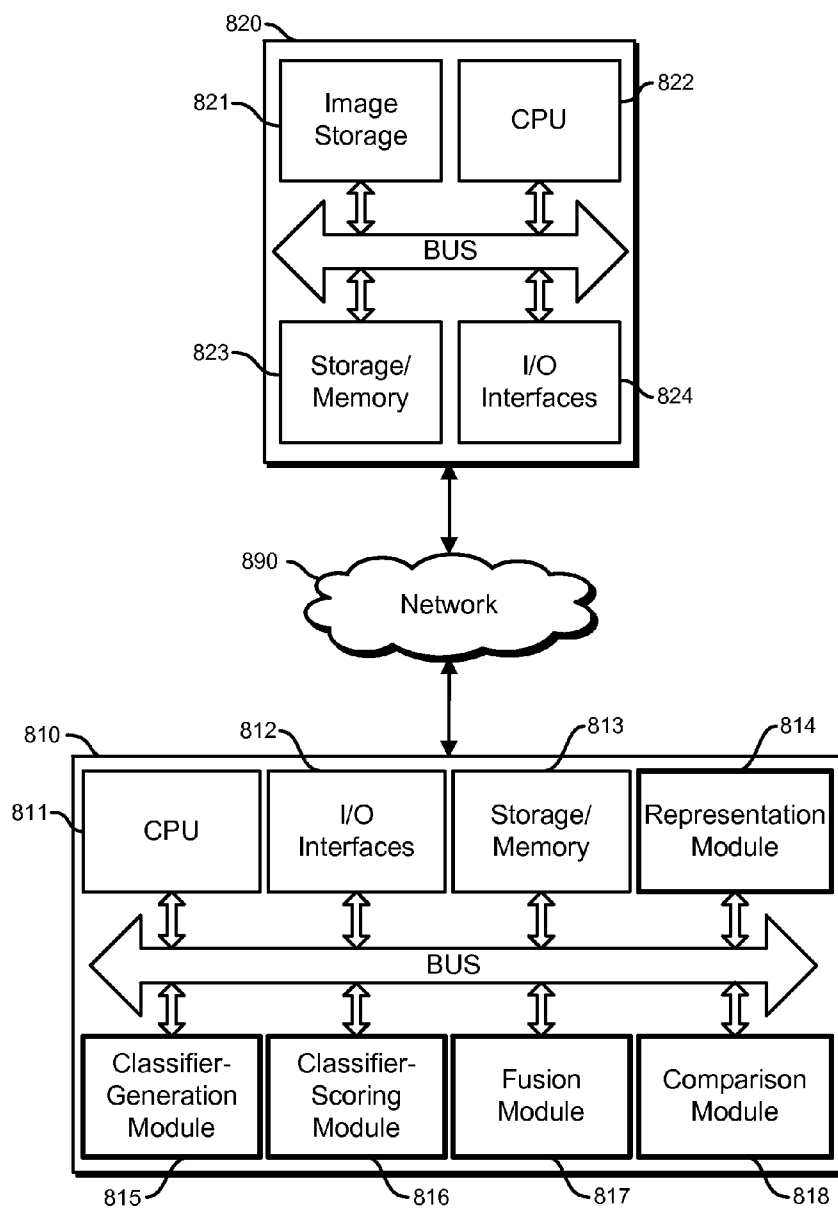 820
821
Image
Storage
CPU
822
BUS
823
Storage/
Memory
I/O
Interfaces
824
890
Network
810
812
813
814
811
CPU
I/O
Interfaces
Storage/
Memory
Representation
Module
BUS
Classifier-
Generation
Module
Classifier-
Scoring
Module
Fusion
Module
Comparison
Module
815
816
817
818